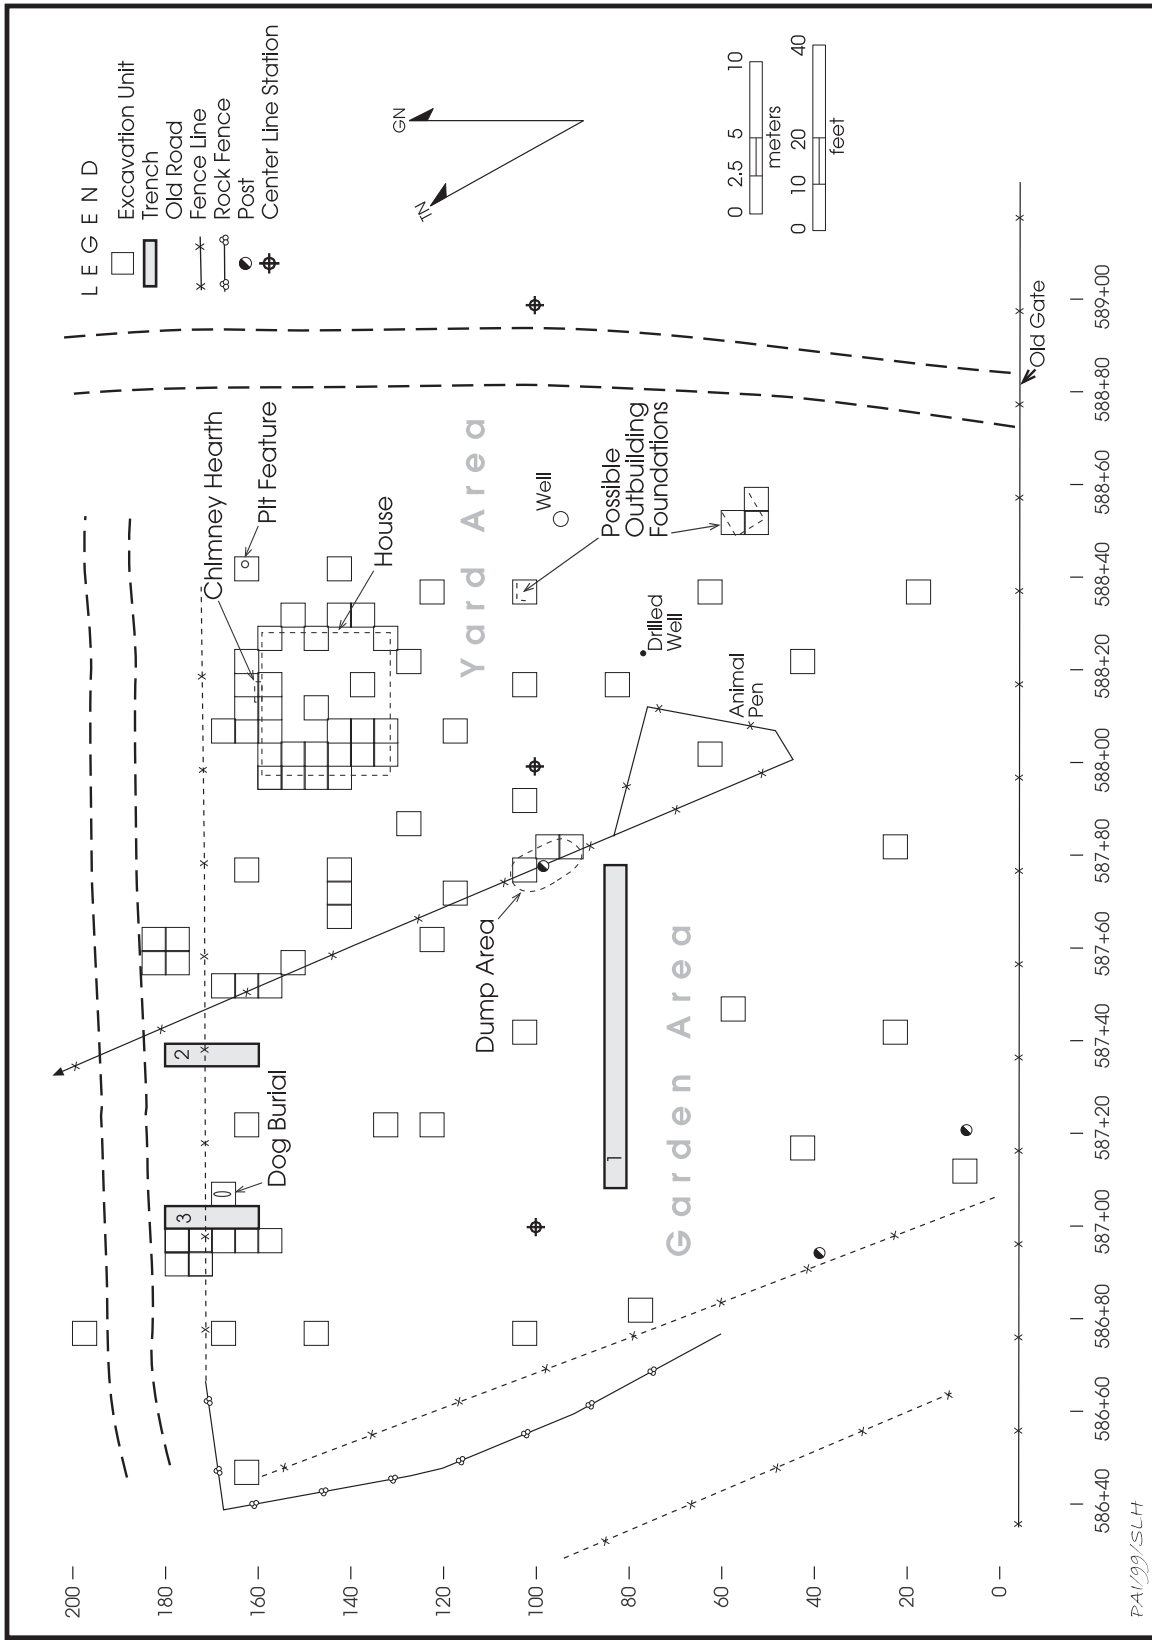 LEGEND
Excavation Unit
Trench
Old Road
Fence Line
Rock Fence
Post
Center Line Station
GN
TN
0 2.5 5 10
meters
0 10 20 40
feet
Chimney Hearth
Pit Feature
House
Yard Area
Well
Possible
Outbuilding
Foundations
Drilled
Well
Animal
Pen
Old Gate
Dump Area
Garden Area
Dog Burial
1
2
3
200
180
160
140
120
100
80
60
40
20
0
586+40
586+60
586+80
587+00
587+20
587+40
587+60
587+80
588+00
588+20
588+40
588+60
588+80
589+00
PAI/99/SLH